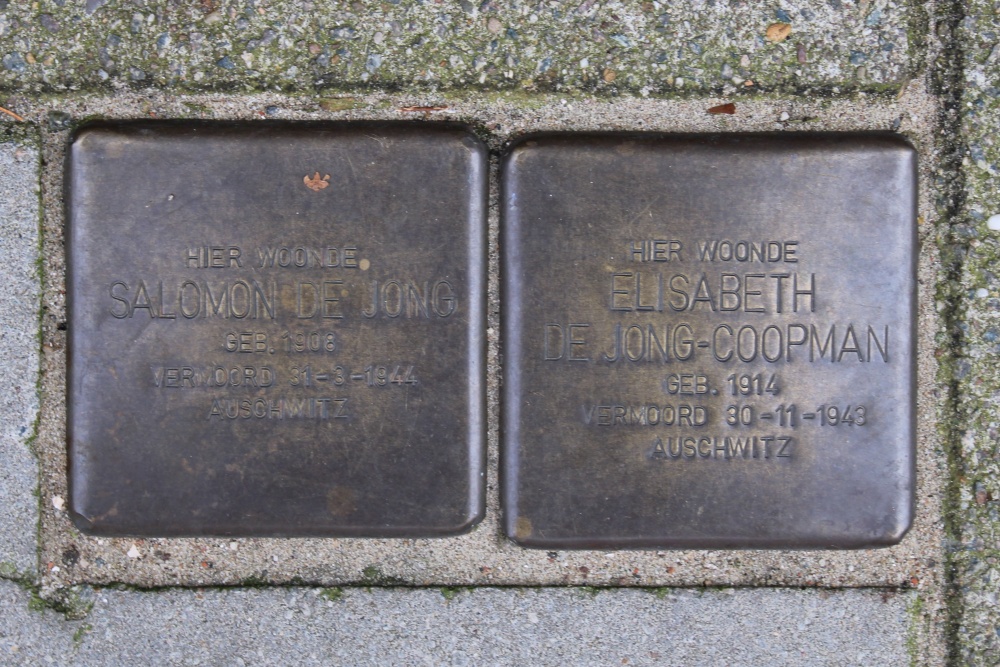 HIER WOONDE
SALOMON DE JONG
GEB. 1908
VERMOORD 31-3-1944
AUSCHWITZ
HIER WOONDE
ELISABETH
DE JONG-COOPMAN
GEB. 1914
VERMOORD 30-11-1943
AUSCHWITZ